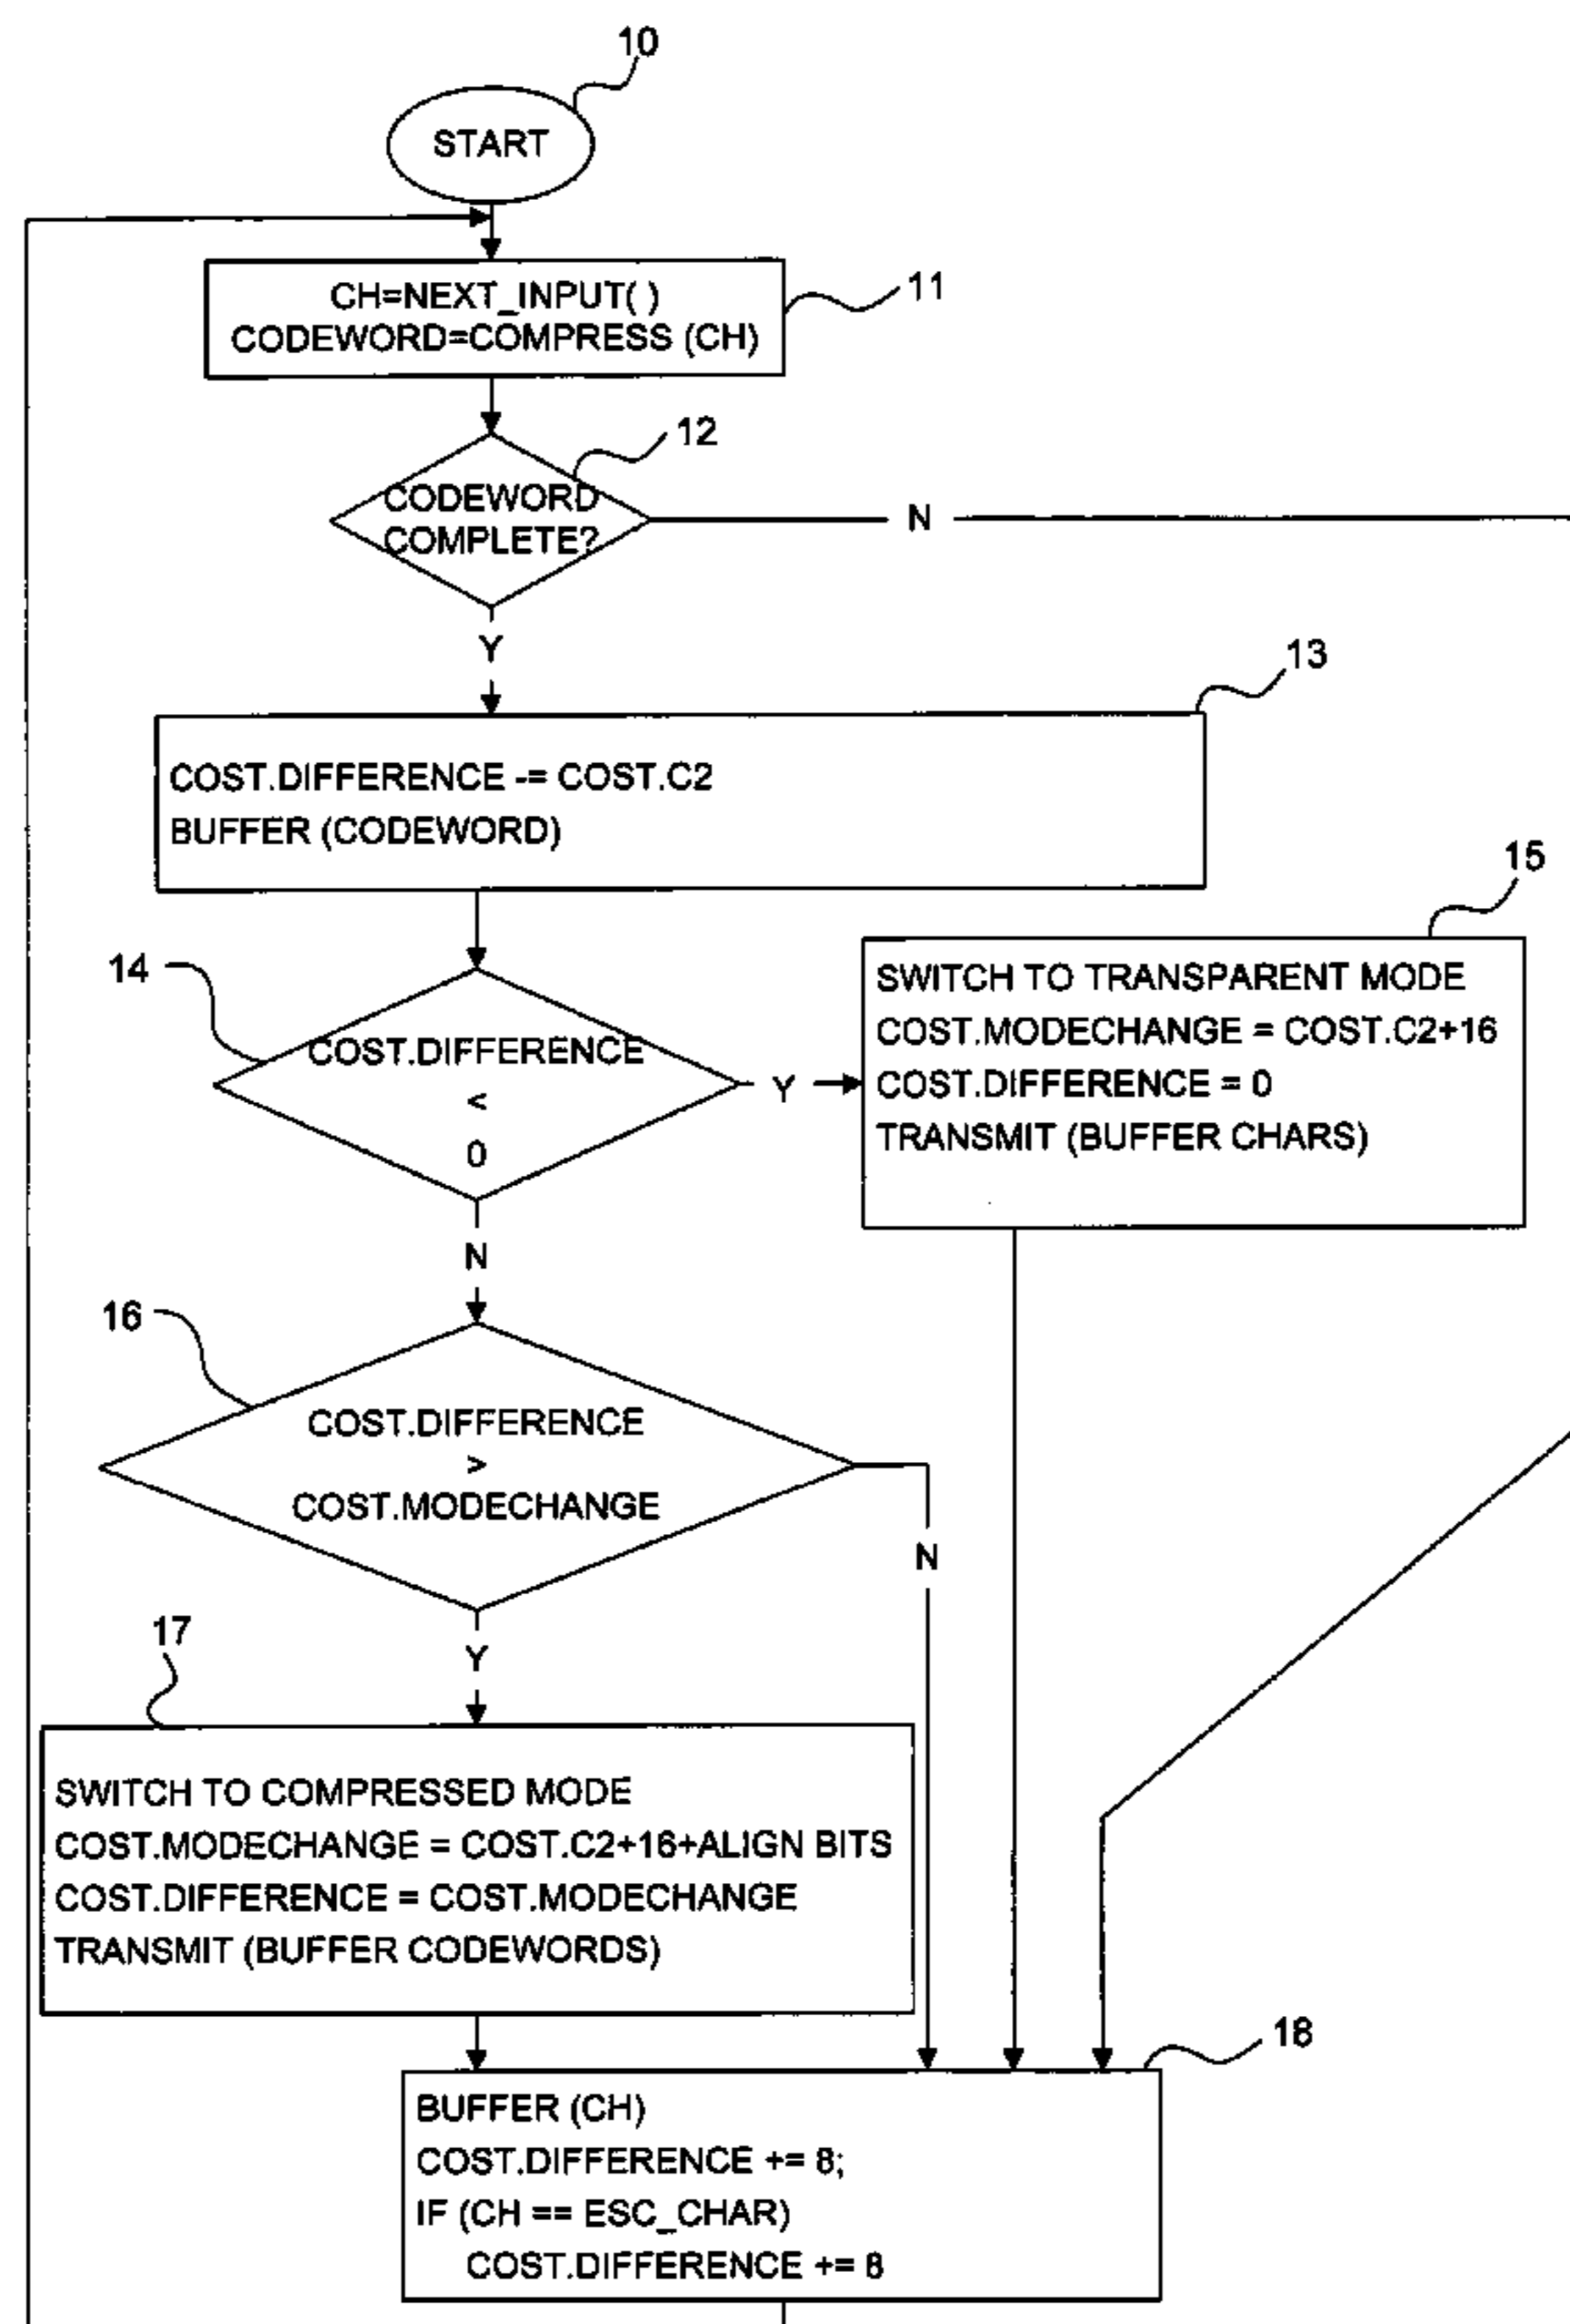 10
START
CH=NEXT_INPUT( )
CODEWORD=COMPRESS (CH)
11
12
CODEWORD
COMPLETE?
N
Y
13
COST.DIFFERENCE -= COST.C2
BUFFER (CODEWORD)
14
COST.DIFFERENCE
<
0
Y
15
SWITCH TO TRANSPARENT MODE
COST.MODECHANGE = COST.C2+16
COST.DIFFERENCE = 0
TRANSMIT (BUFFER CHARS)
N
16
COST.DIFFERENCE
>
COST.MODECHANGE
N
Y
17
SWITCH TO COMPRESSED MODE
COST.MODECHANGE = COST.C2+16+ALIGN BITS
COST.DIFFERENCE = COST.MODECHANGE
TRANSMIT (BUFFER CODEWORDS)
18
BUFFER (CH)
COST.DIFFERENCE += 8;
IF (CH == ESC_CHAR)
COST.DIFFERENCE += 8